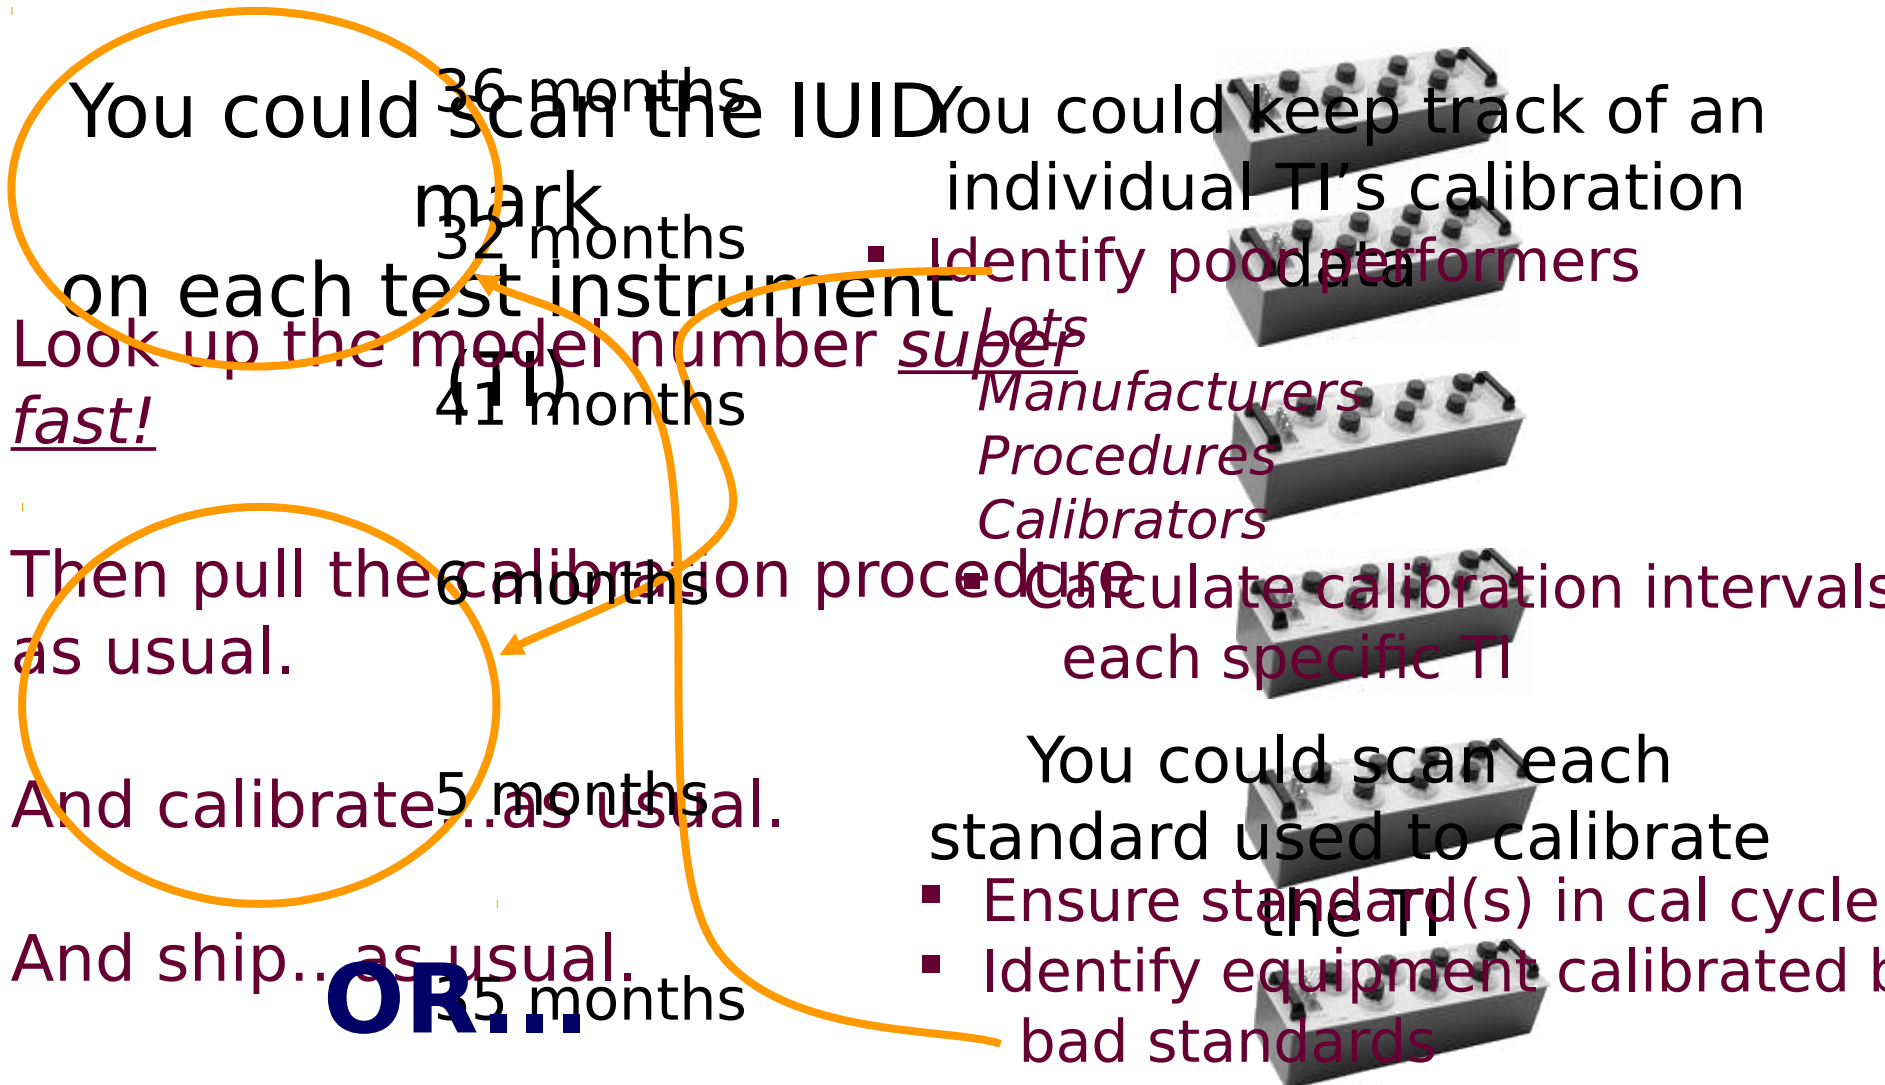 You could scan the IUID
mark
on each test instrument
(TI)
Look up the model number super
fast!
Then pull the calibration procedure
as usual.
And calibrate...as usual.
And ship...as usual.
OR...
36 months
32 months
41 months
6 months
5 months
35 months
You could keep track of an
individual TI’s calibration
data
▪ Identify poor performers
Lots
Manufacturers
Procedures
Calibrators
▪ Calculate calibration intervals
each specific TI
You could scan each
standard used to calibrate
the TI
▪ Ensure standard(s) in cal cycle
▪ Identify equipment calibrated b
bad standards